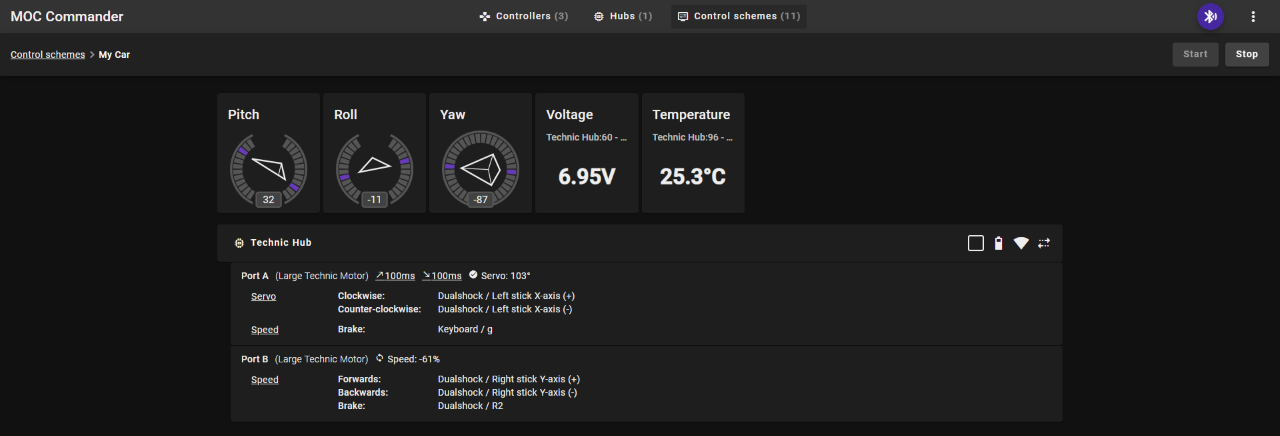 MOC Commander
Controllers (3)
Hubs (1)
Control schemes (11)
Control schemes > My Car
Start
Stop
Pitch
32
Roll
-11
Yaw
-87
Voltage
Technic Hub:60 - ...
6.95V
Temperature
Technic Hub:96 - ...
25.3°C
Technic Hub
Port A (Large Technic Motor) 100ms 100ms Servo: 103°
Servo Clockwise: Dualshock / Left stick X-axis (+)
Counter-clockwise: Dualshock / Left stick X-axis (-)
Speed Brake: Keyboard / g
Port B (Large Technic Motor) Speed: -61%
Speed Forwards: Dualshock / Right stick Y-axis (+)
Backwards: Dualshock / Right stick Y-axis (-)
Brake: Dualshock / R2